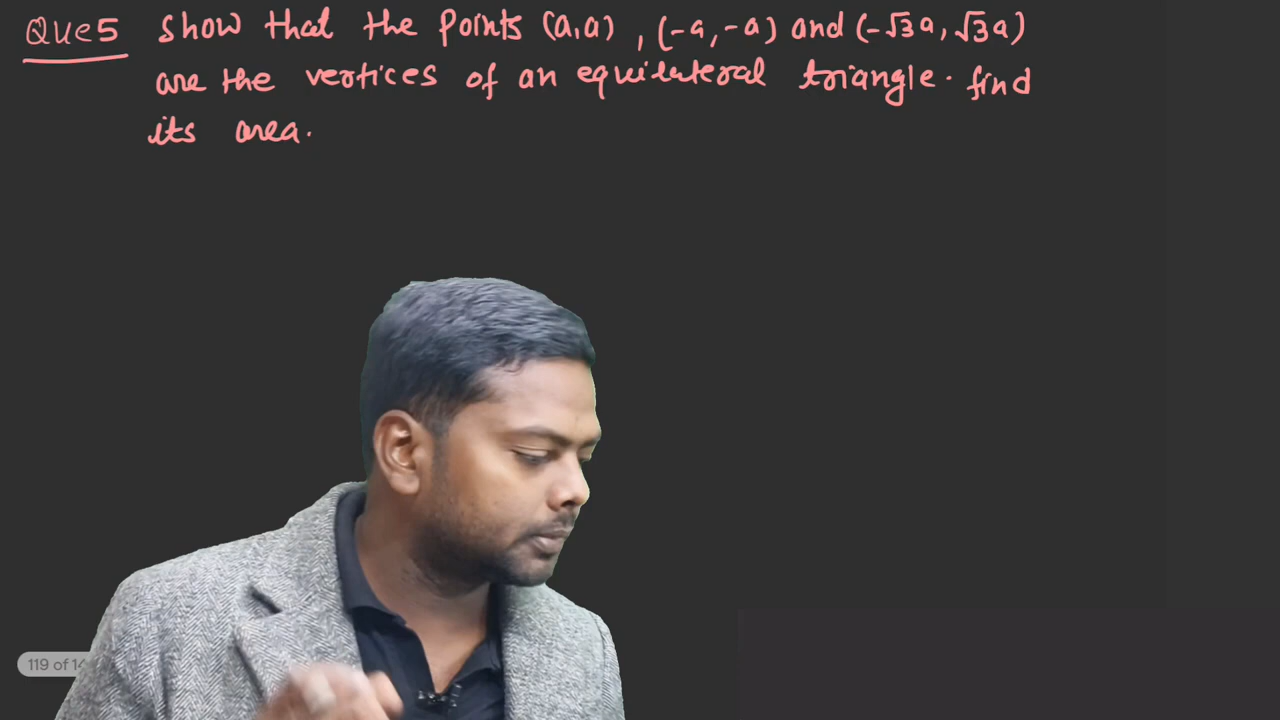 Que5 Show that the Points (a,a), (-a,-a) and (-√3a, √3a)
are the vertices of an equilateral triangle. find
its area.
119 of 14